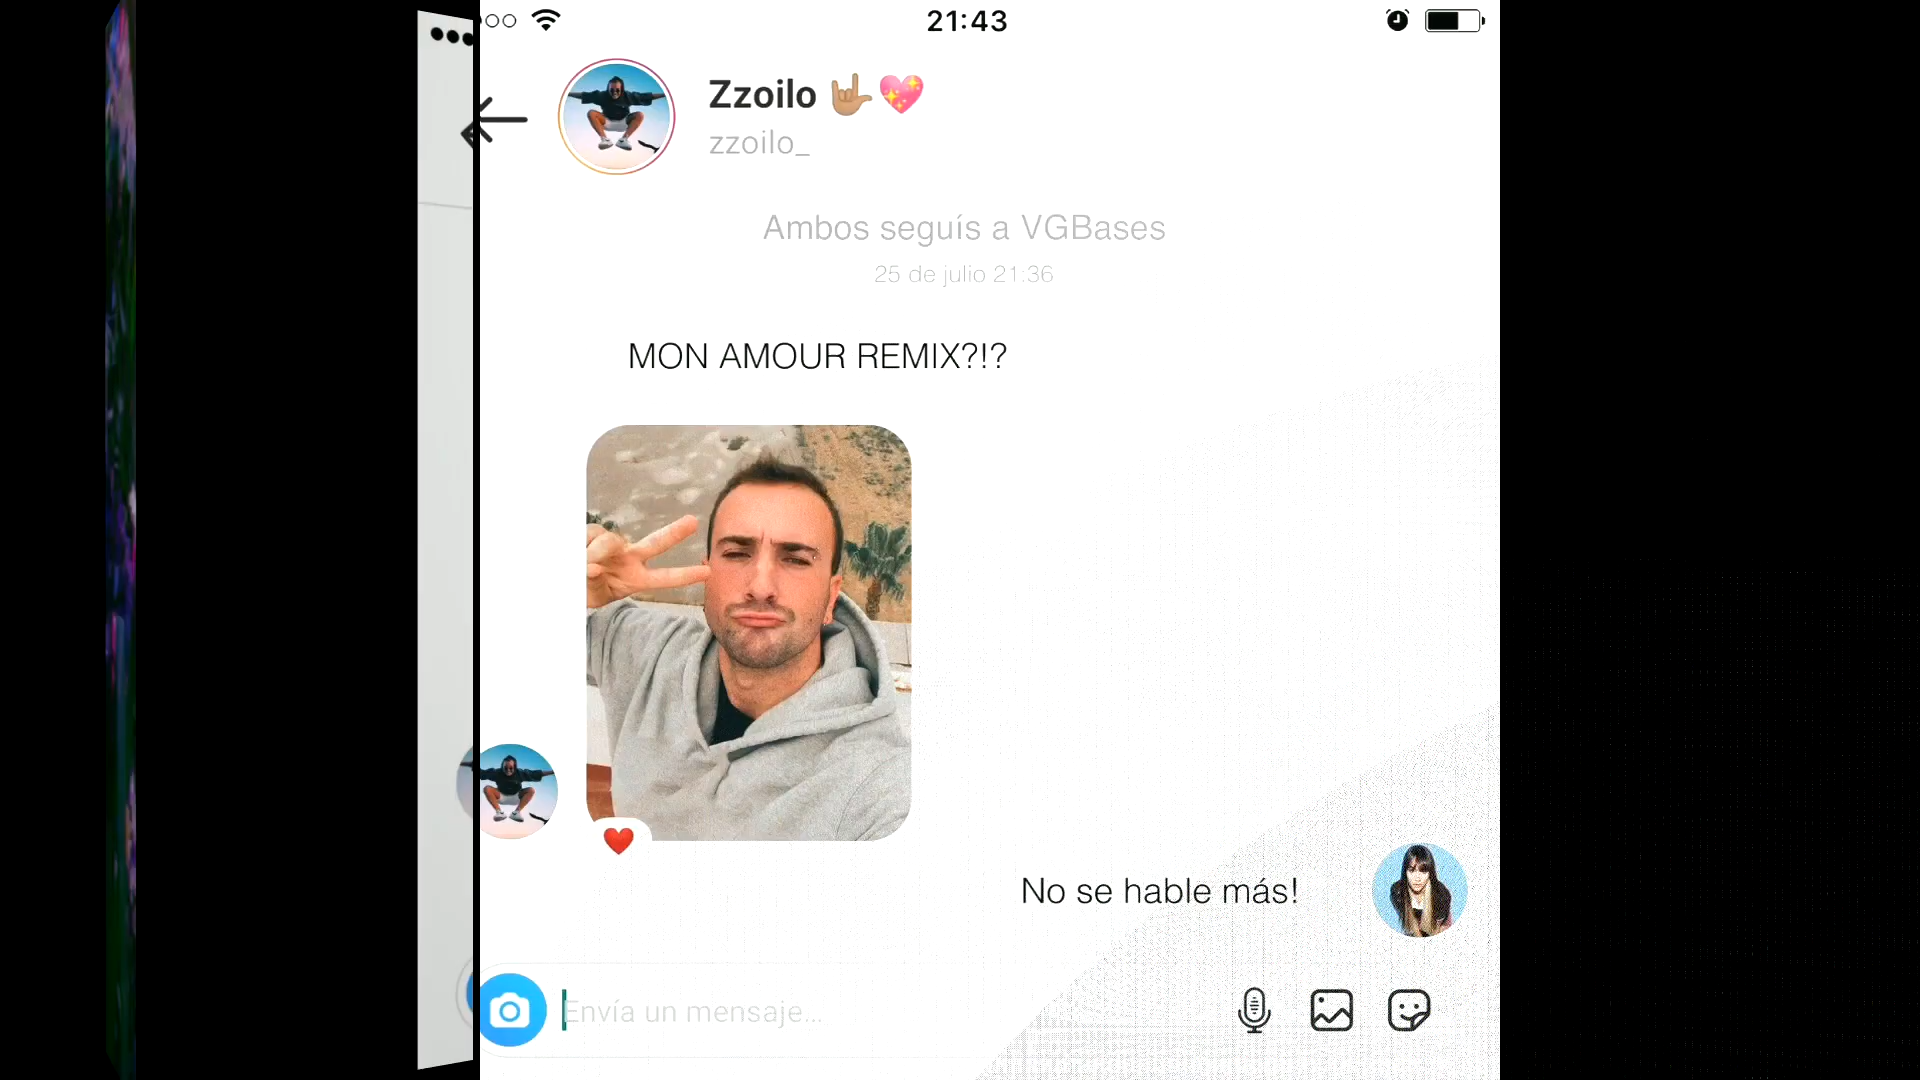 21:43
Zzoilo 🤟🏽💖
zzoilo_
Ambos seguís a VGBases
25 de julio 21:36
MON AMOUR REMIX?!?
No se hable más!
Envía un mensaje...